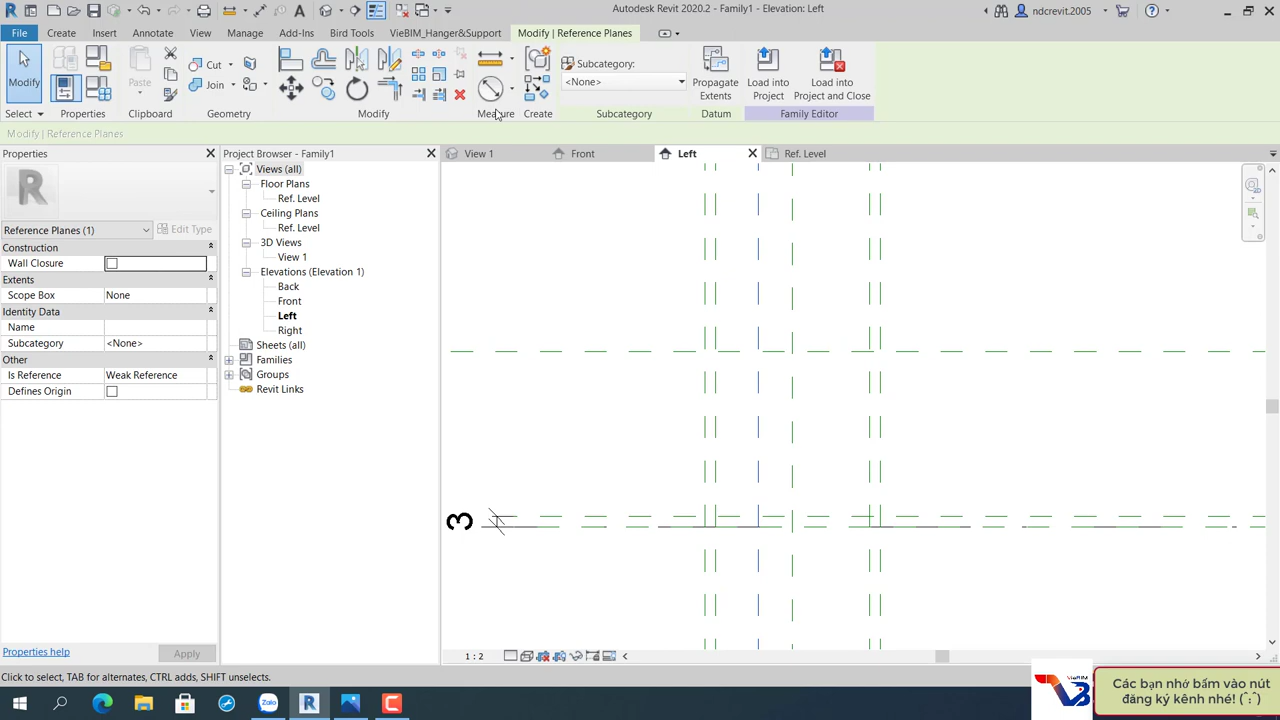 Autodesk Revit 2020.2 - Family1 - Elevation: Left
ndcrevit.2005
File Create Insert Annotate View Manage Add-Ins Bird Tools VieBIM_Hanger&Support Modify | Reference Planes
Modify
Paste
Cut
Join
Subcategory:
<None>
Propagate
Extents
Load into
Project
Load into
Project and Close
Select Properties Clipboard Geometry Modify Measure Create Subcategory Datum Family Editor
Modify | Reference Planes
Properties
Project Browser - Family1
View 1
Front
Left
Ref. Level
Reference Planes (1)
Edit Type
Construction
Wall Closure
Extents
Scope Box None
Identity Data
Name
Subcategory <None>
Other
Is Reference Weak Reference
Defines Origin
Properties help
Apply
Views (all)
Floor Plans
Ref. Level
Ceiling Plans
Ref. Level
3D Views
View 1
Elevations (Elevation 1)
Back
Front
Left
Right
Sheets (all)
Families
Groups
Revit Links
3
1 : 2
Click to select, TAB for alternates, CTRL adds, SHIFT unselects.
VieBIM
Các bạn nhớ bấm vào nút
đăng ký kênh nhé! (ˆ:ˆ)
Zalo